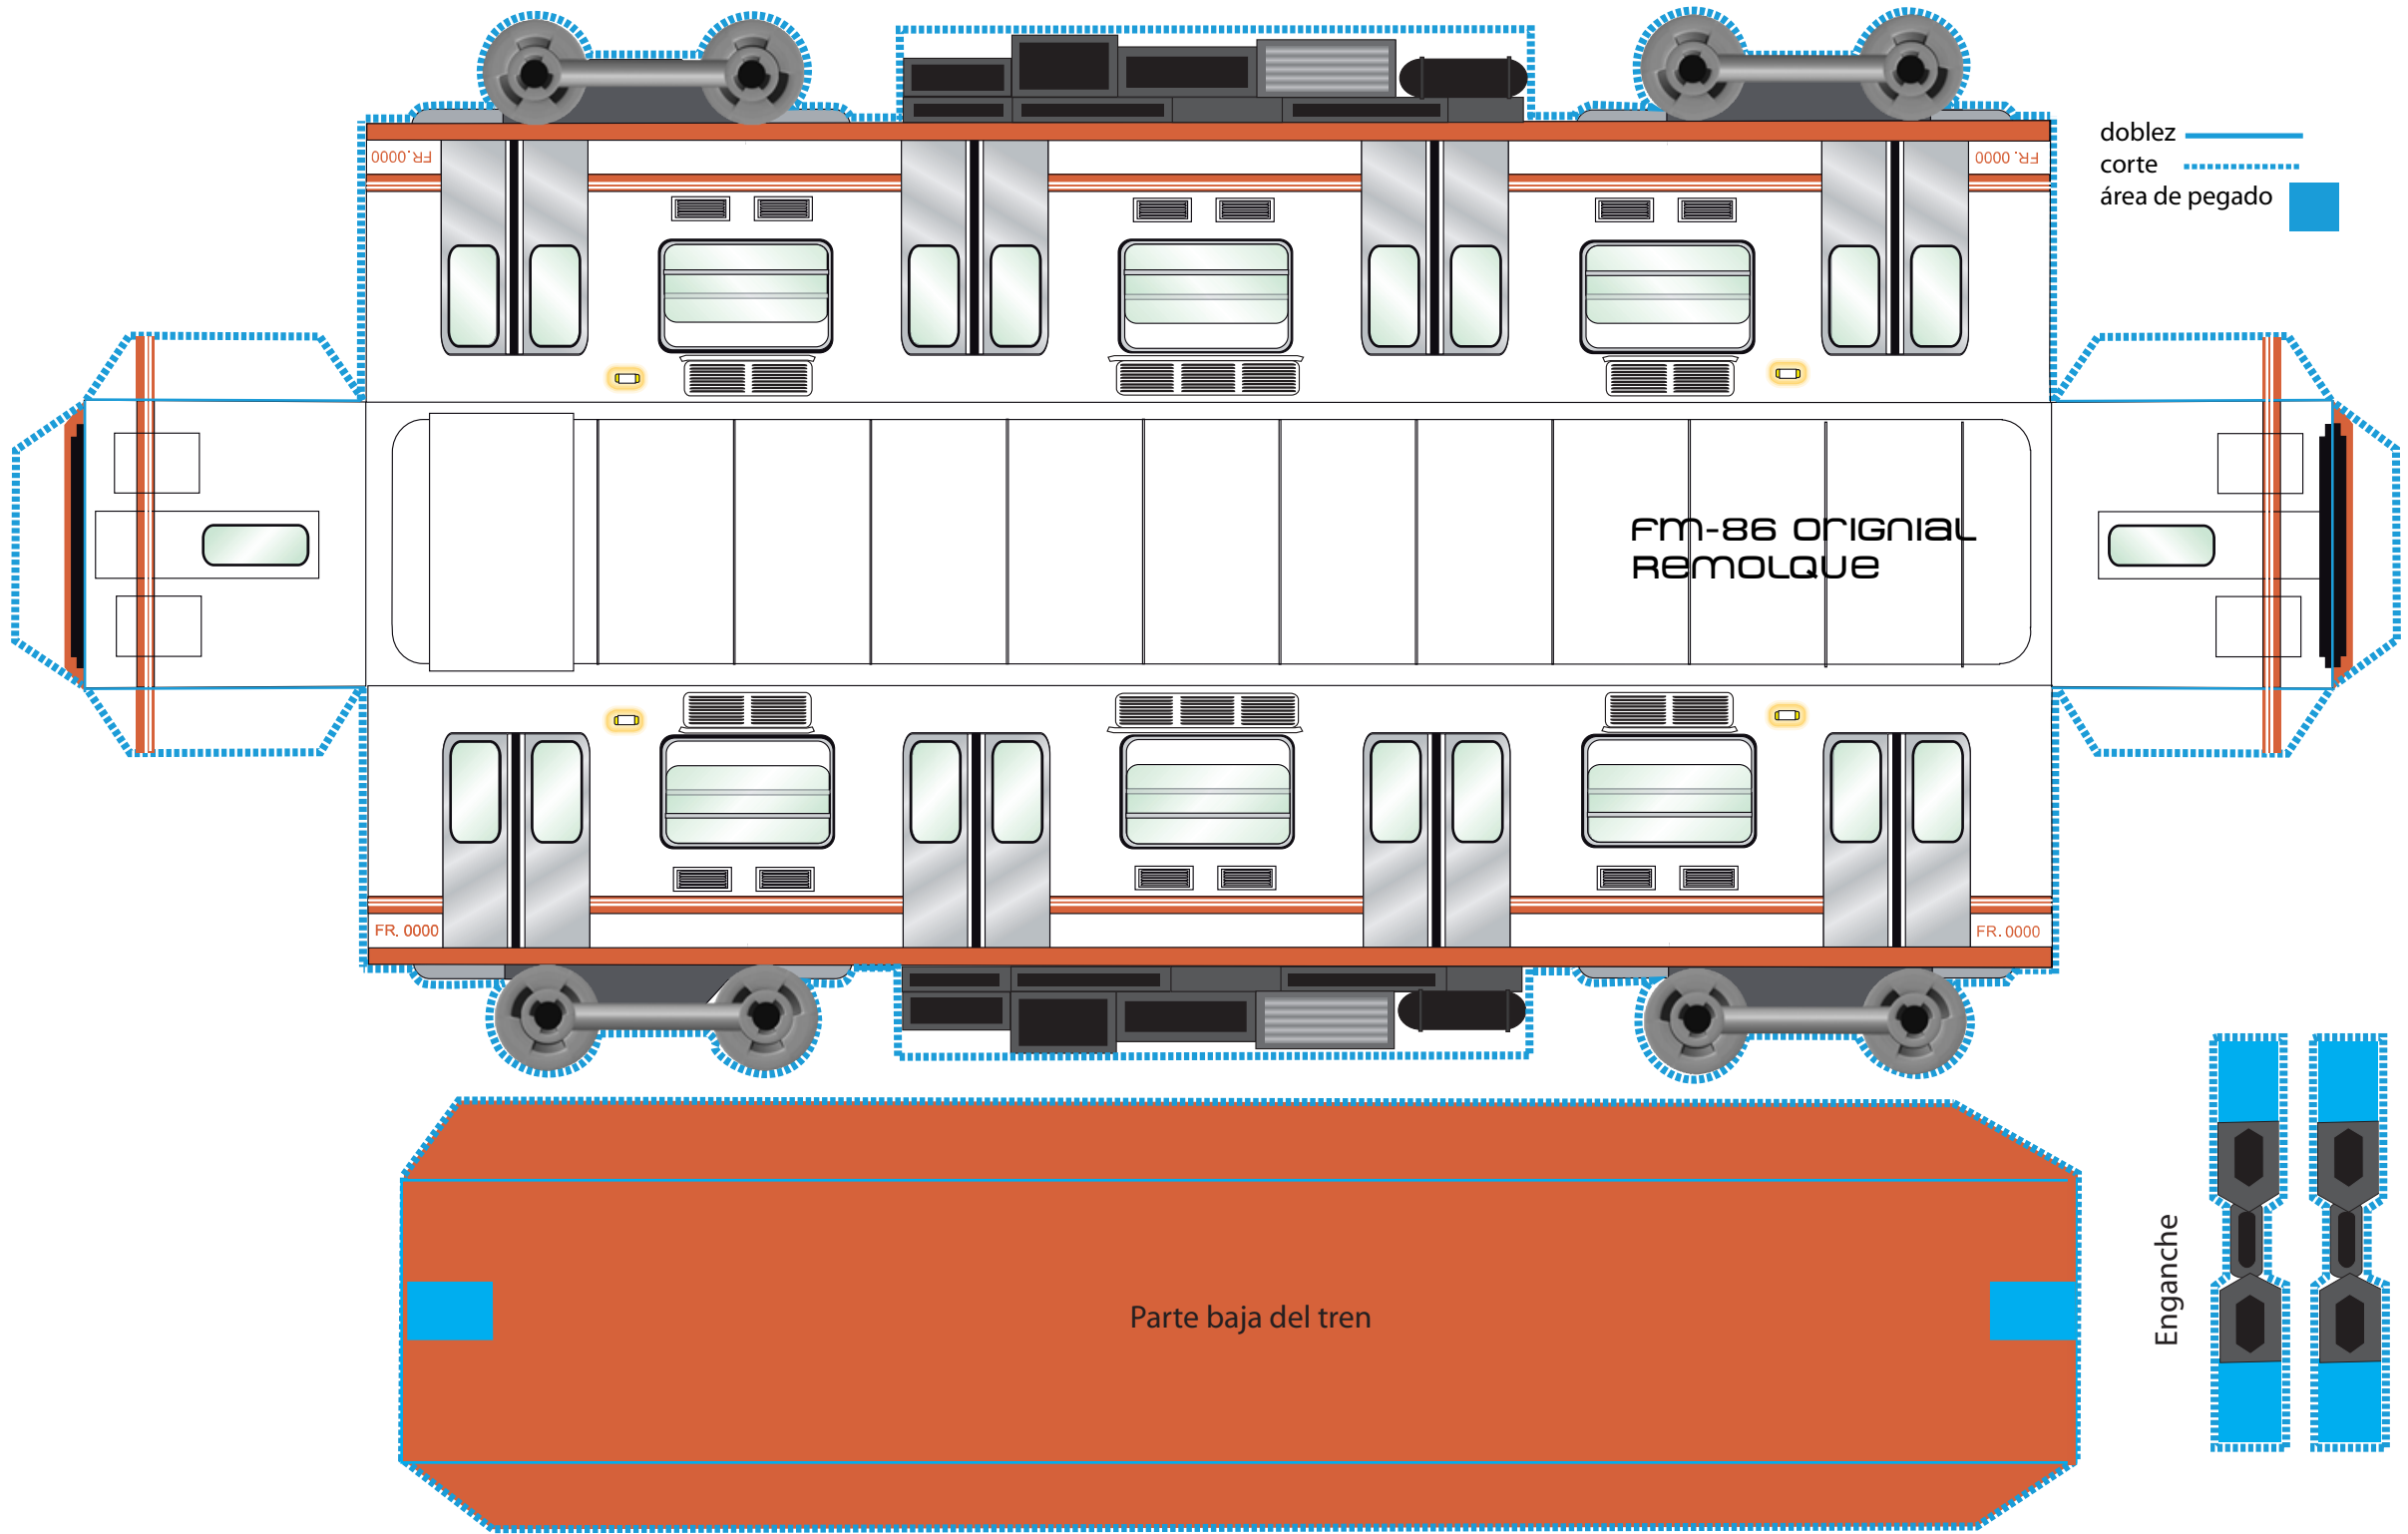 FR. 0000
FR. 0000
doblez
corte
área de pegado
FM-86 ORIGNIAL
REMOLQUE
FR. 0000
FR. 0000
Parte baja del tren
Enganche